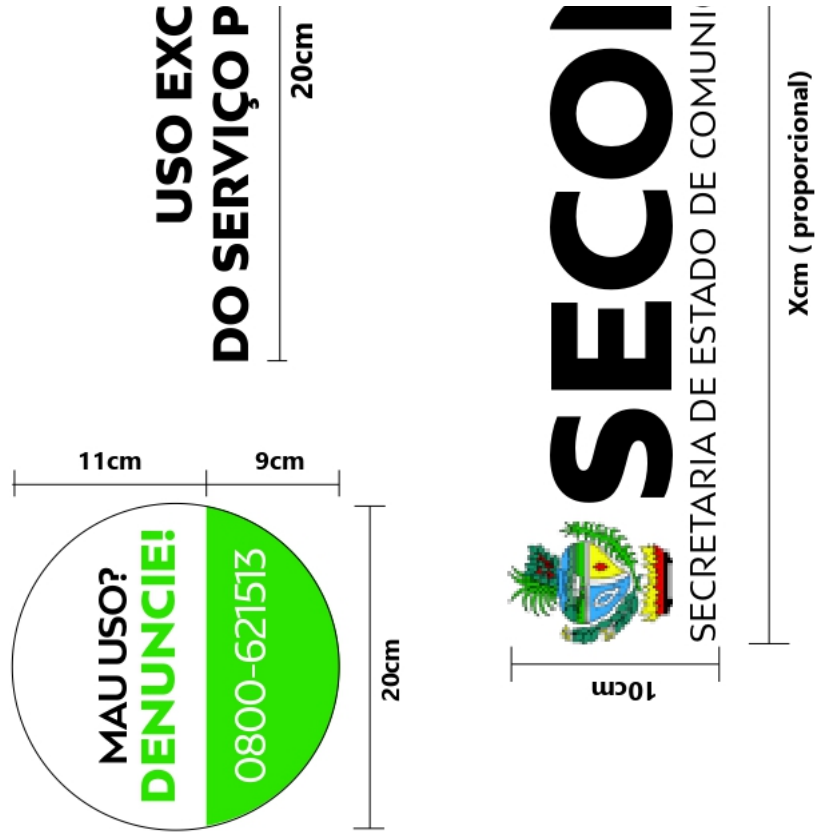 USO EXC
DO SERVIÇO P
20cm
SECO
SECRETARIA DE ESTADO DE COMUNI
Xcm ( proporcional)
10cm
11cm
9cm
MAU USO?
DENUNCIE!
0800-621513
20cm